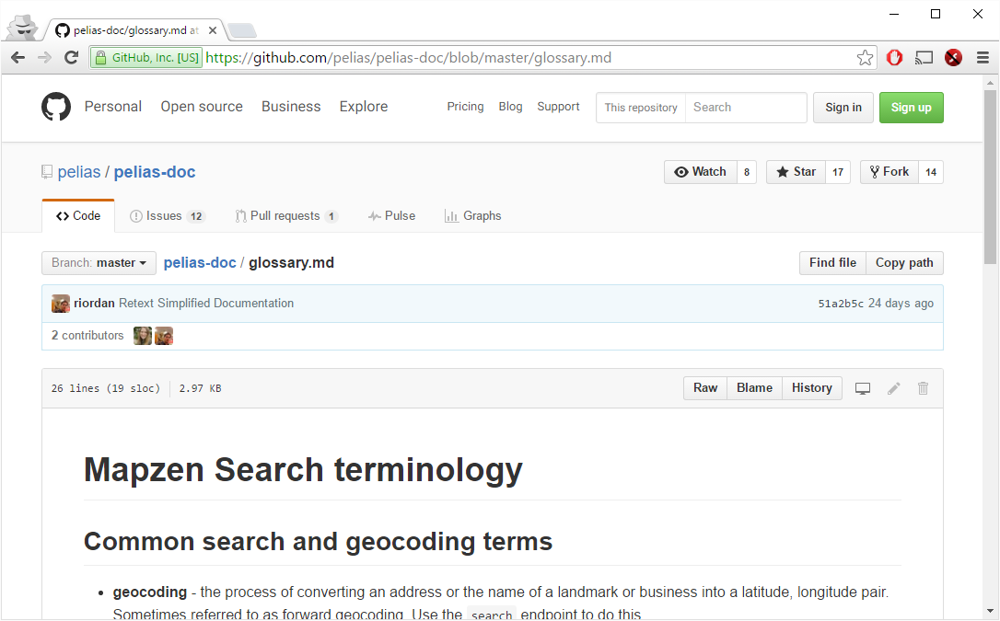 pelias-doc/glossary.md at
GitHub, Inc. [US] https://github.com/pelias/pelias-doc/blob/master/glossary.md
Personal Open source Business Explore Pricing Blog Support This repository Search Sign in Sign up
pelias / pelias-doc Watch 8 Star 17 Fork 14
Code Issues 12 Pull requests 1 Pulse Graphs
Branch: master pelias-doc / glossary.md Find file Copy path
riordan Retext Simplified Documentation 51a2b5c 24 days ago
2 contributors
26 lines (19 sloc) 2.97 KB Raw Blame History
Mapzen Search terminology
Common search and geocoding terms
• geocoding - the process of converting an address or the name of a landmark or business into a latitude, longitude pair.
Sometimes referred to as forward geocoding. Use the search endpoint to do this